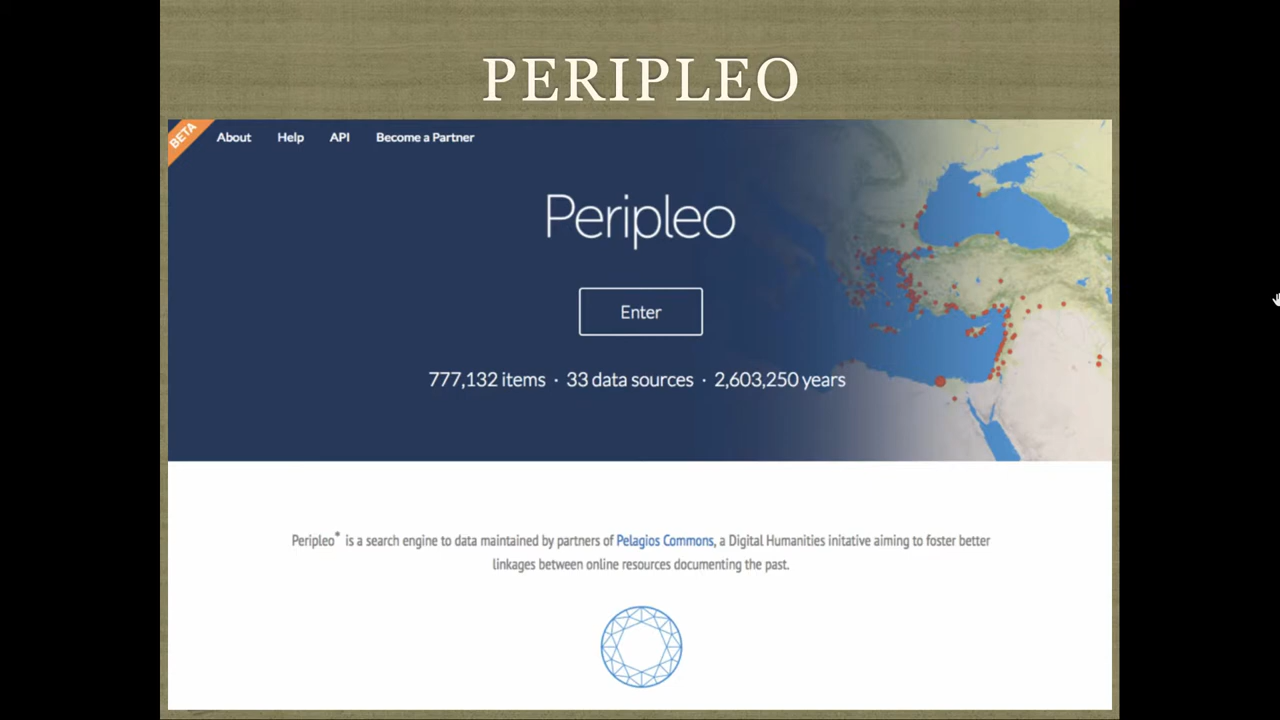 PERIPLEO
BETA
About Help API Become a Partner
Peripleo
Enter
777,132 items · 33 data sources · 2,603,250 years
Peripleo* is a search engine to data maintained by partners of Pelagios Commons, a Digital Humanities initative aiming to foster better
linkages between online resources documenting the past.